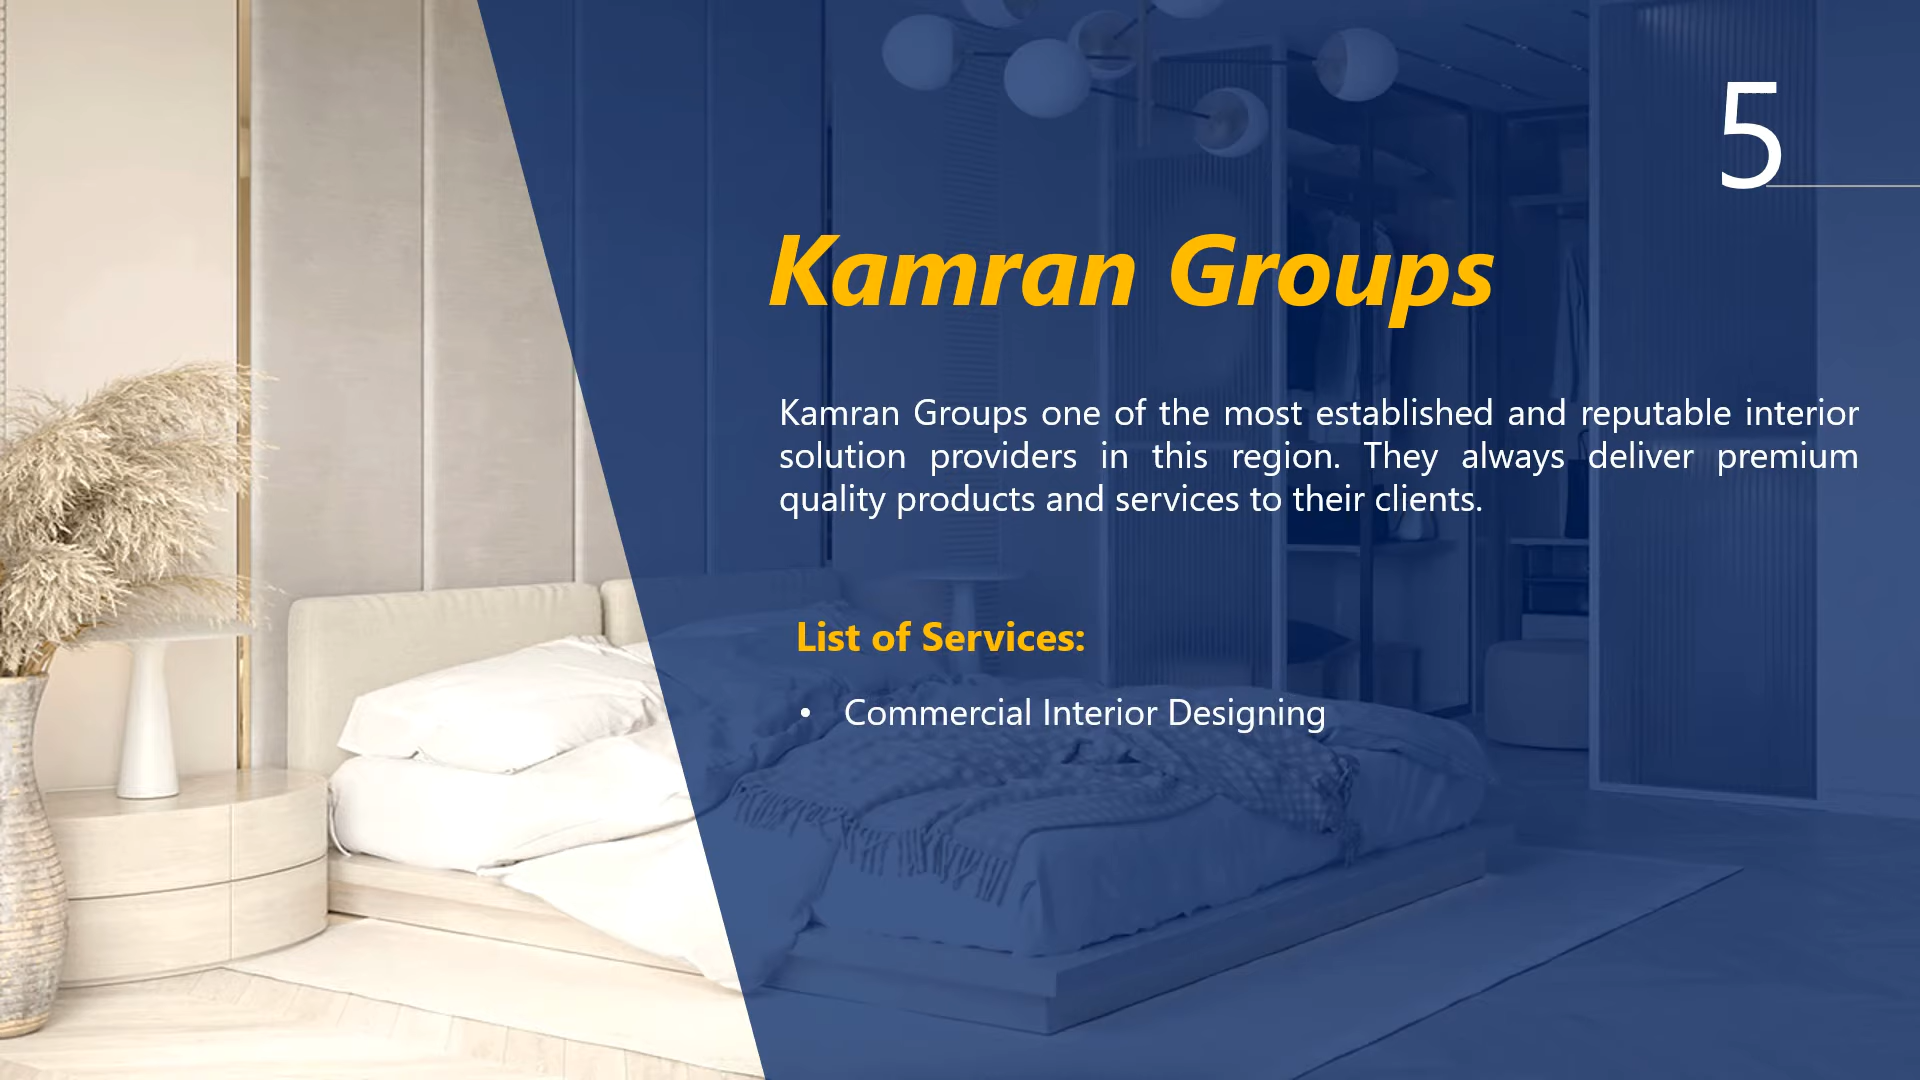 5
Kamran Groups
Kamran Groups one of the most established and reputable interior
solution providers in this region. They always deliver premium
quality products and services to their clients.
List of Services:
• Commercial Interior Designing